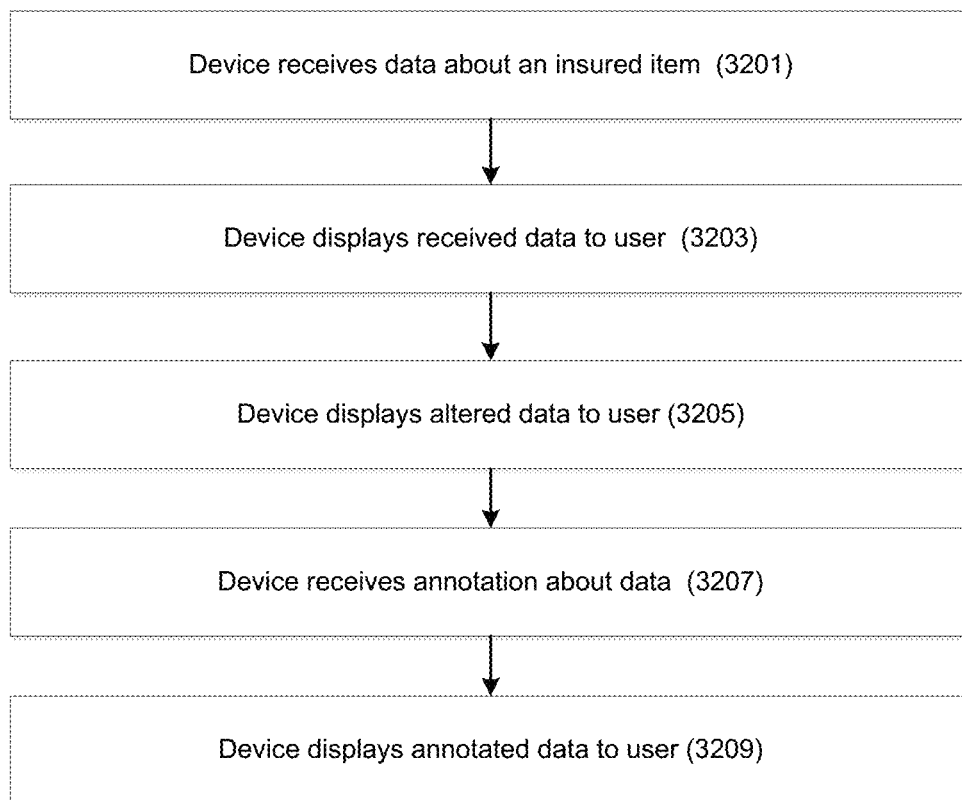 Device receives data about an insured item (3201)
Device displays received data to user (3203)
Device displays altered data to user (3205)
Device receives annotation about data (3207)
Device displays annotated data to user (3209)